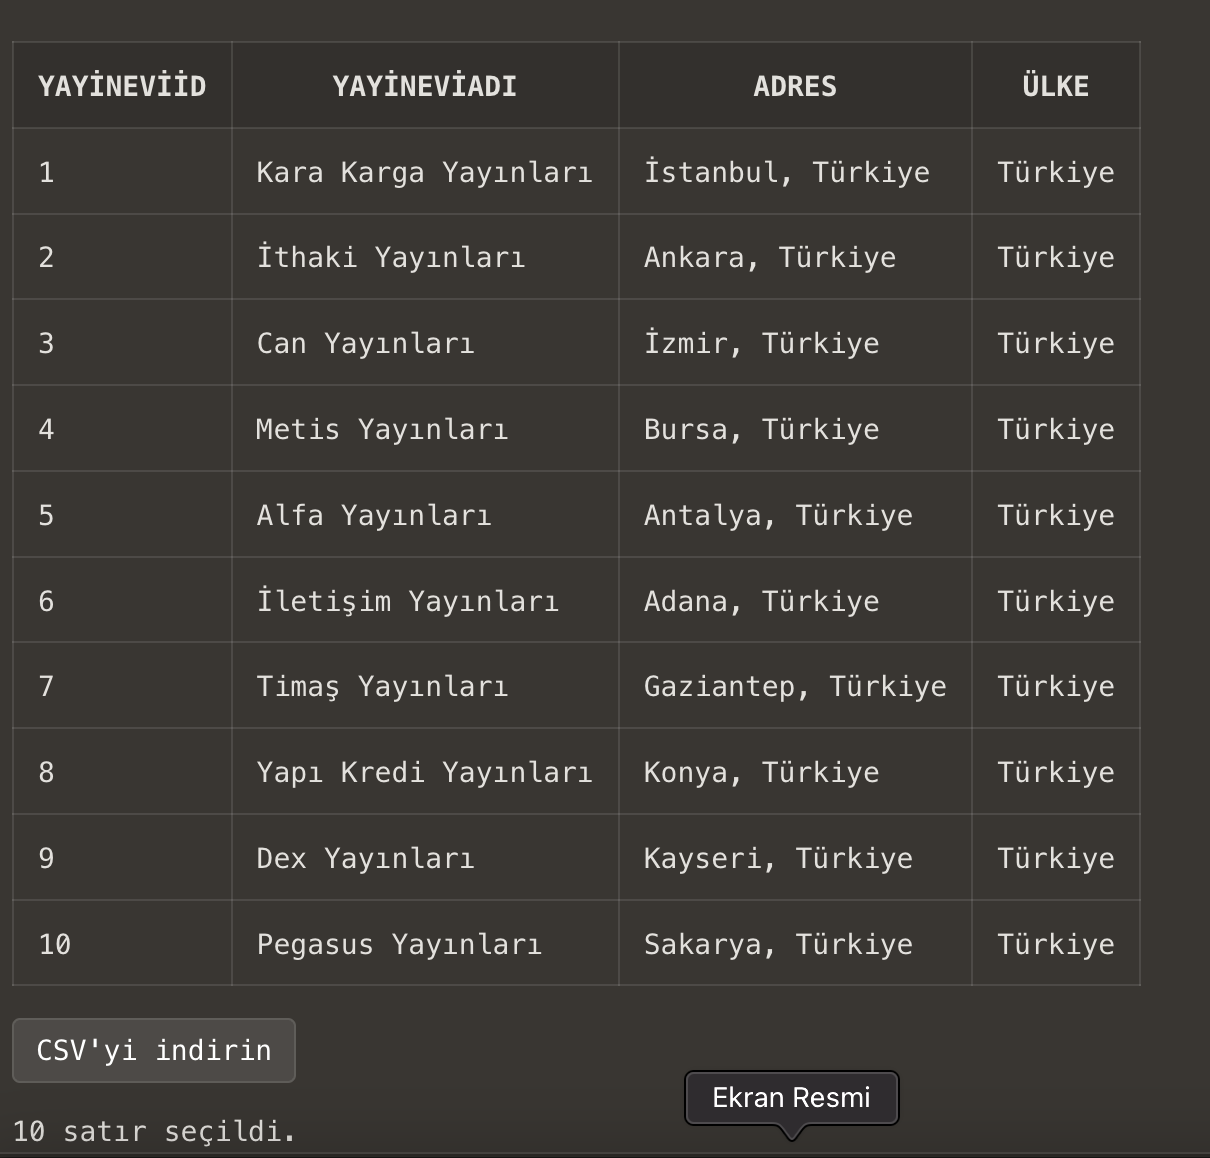 YAYİNEVİİD YAYİNEVİADI ADRES ÜLKE
1 Kara Karga Yayınları İstanbul, Türkiye Türkiye
2 İthaki Yayınları Ankara, Türkiye Türkiye
3 Can Yayınları İzmir, Türkiye Türkiye
4 Metis Yayınları Bursa, Türkiye Türkiye
5 Alfa Yayınları Antalya, Türkiye Türkiye
6 İletişim Yayınları Adana, Türkiye Türkiye
7 Timaş Yayınları Gaziantep, Türkiye Türkiye
8 Yapı Kredi Yayınları Konya, Türkiye Türkiye
9 Dex Yayınları Kayseri, Türkiye Türkiye
10 Pegasus Yayınları Sakarya, Türkiye Türkiye
CSV'yi indirin
Ekran Resmi
10 satır seçildi.